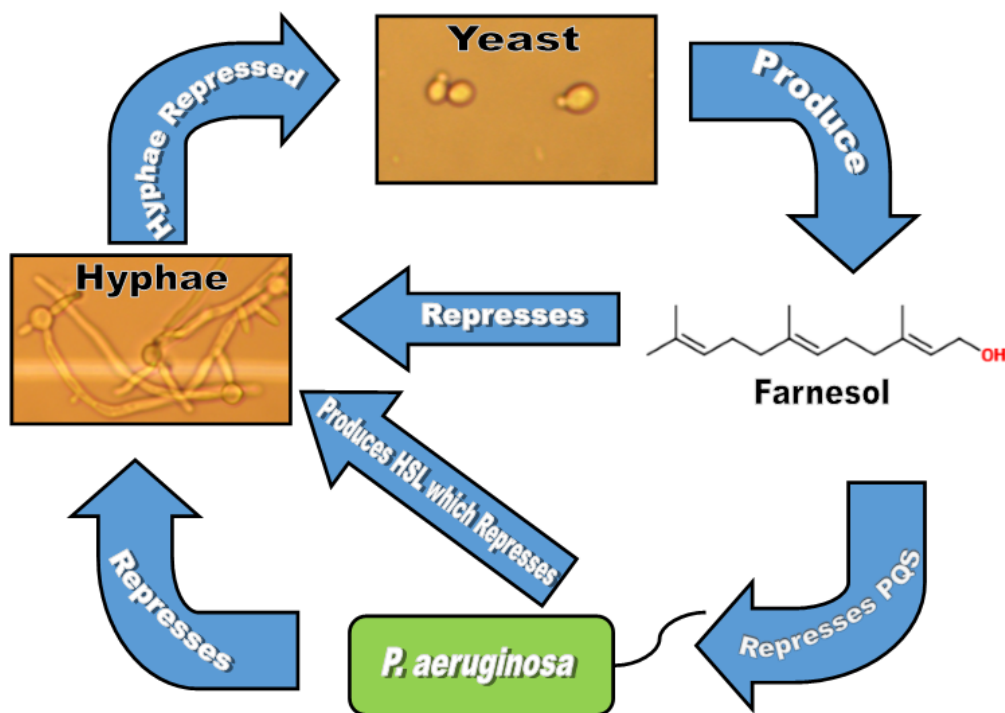 Yeast
Hyphae Repressed
Produce
Hyphae
Represses
OH
Farnesol
Produces HSL which Represses
Represses
P. aeruginosa
Represses PQS